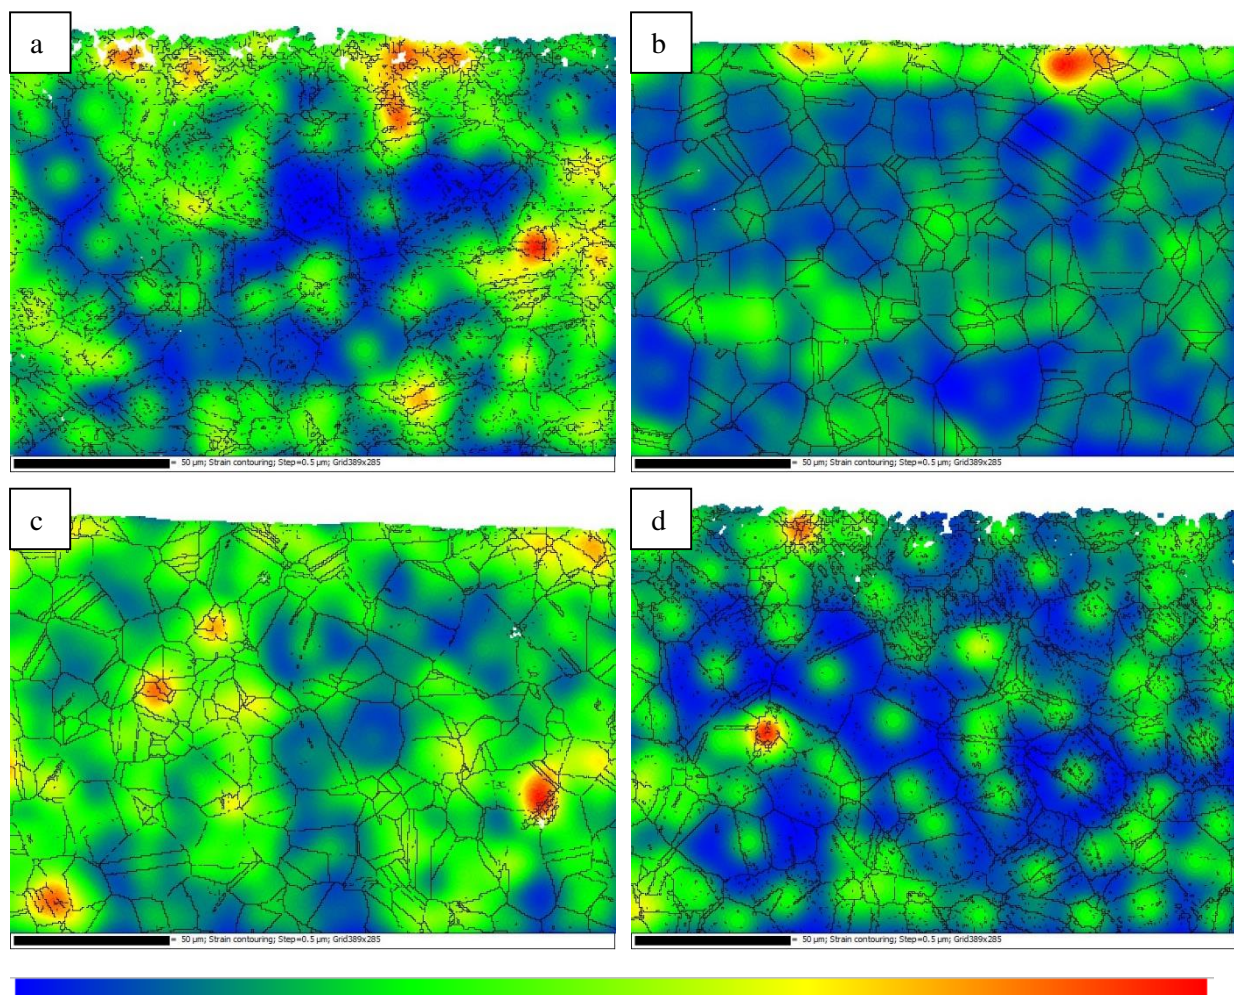 a
b
= 50 µm; Strain contouring; Step=0.5 µm; Grid389x285
= 50 µm; Strain contouring; Step=0.5 µm; Grid389x285
c
d
= 50 µm; Strain contouring; Step=0.5 µm; Grid389x285
= 50 µm; Strain contouring; Step=0.5 µm; Grid389x285